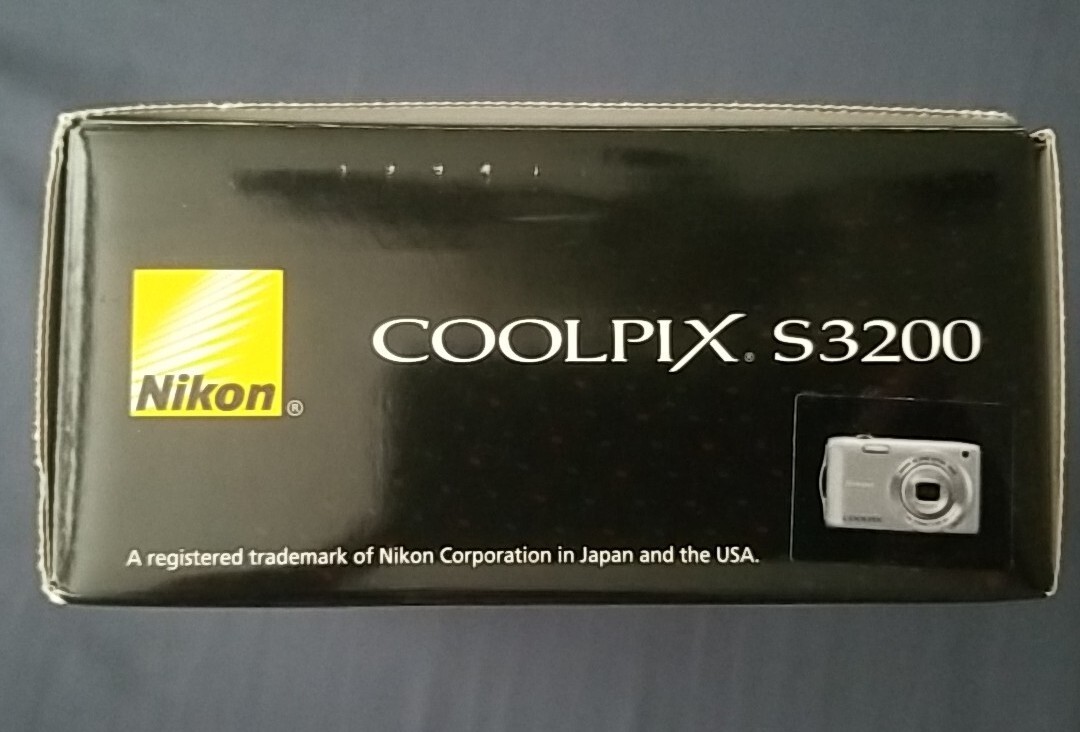 Nikon®
COOLPIX® S3200
A registered trademark of Nikon Corporation in Japan and the USA.